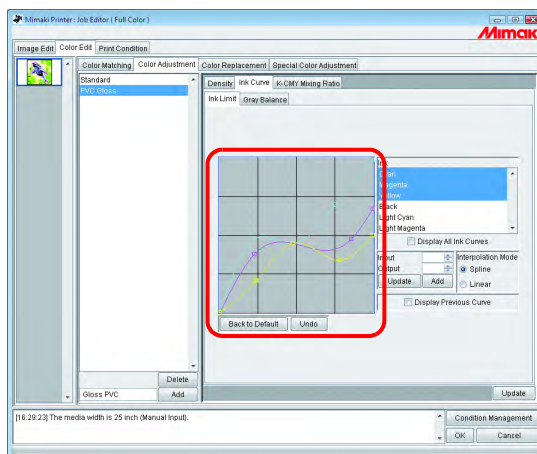 Mimaki Printer : Job Editor ( Full Color )
Mimaki
Image Edit Color Edit Print Condition
Color Matching Color Adjustment Color Replacement Special Color Adjustment
Standard
PVC Gloss
Density Ink Curve K-CMY Mixing Ratio
Ink Limit Gray Balance
Ink
Cyan
Magenta
Yellow
Black
Light Cyan
Light Magenta
Display All Ink Curves
Input
Output
Interpolation Mode
Spline
Linear
Update Add
Display Previous Curve
Back to Default Undo
Delete
Gloss PVC Add
Update
[16:29:23] The media width is 25 inch (Manual Input).
Condition Management
OK Cancel